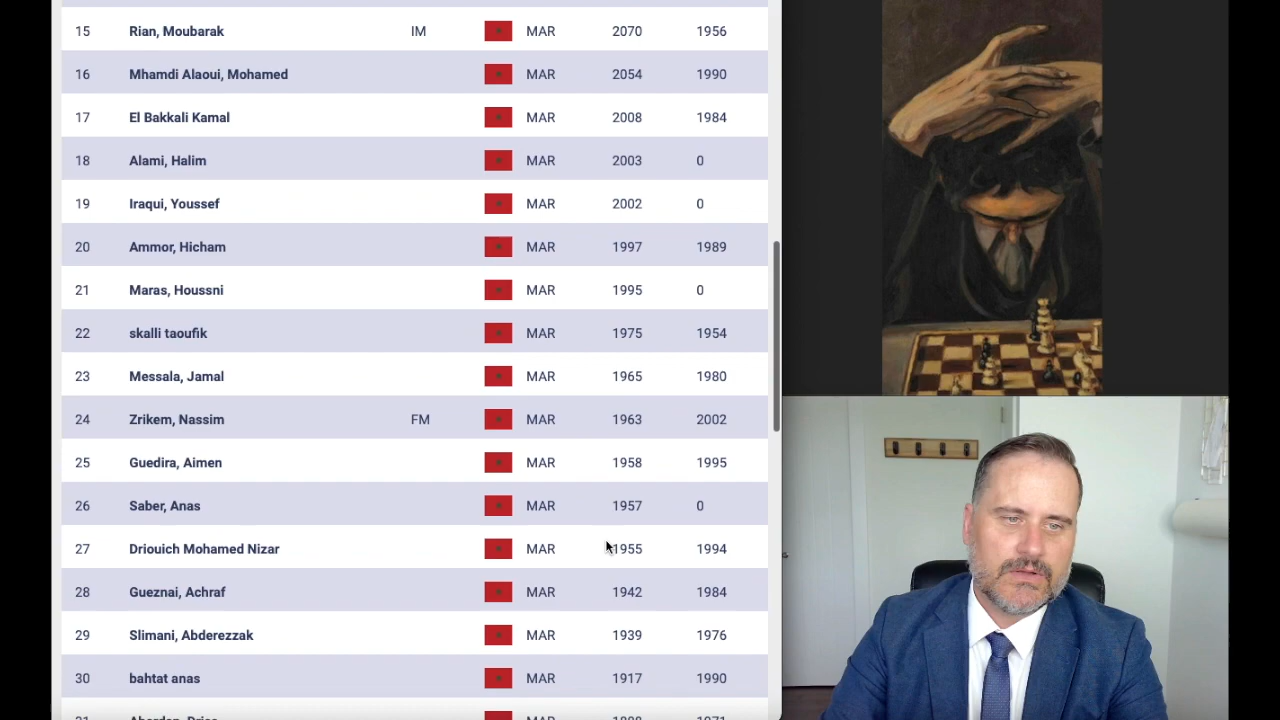 15 Rian, Moubarak IM MAR 2070 1956
16 Mhamdi Alaoui, Mohamed MAR 2054 1990
17 El Bakkali Kamal MAR 2008 1984
18 Alami, Halim MAR 2003 0
19 Iraqui, Youssef MAR 2002 0
20 Ammor, Hicham MAR 1997 1989
21 Maras, Houssni MAR 1995 0
22 skalli taoufik MAR 1975 1954
23 Messala, Jamal MAR 1965 1980
24 Zrikem, Nassim FM MAR 1963 2002
25 Guedira, Aimen MAR 1958 1995
26 Saber, Anas MAR 1957 0
27 Driouich Mohamed Nizar MAR 1955 1994
28 Gueznai, Achraf MAR 1942 1984
29 Slimani, Abderezzak MAR 1939 1976
30 bahtat anas MAR 1917 1990